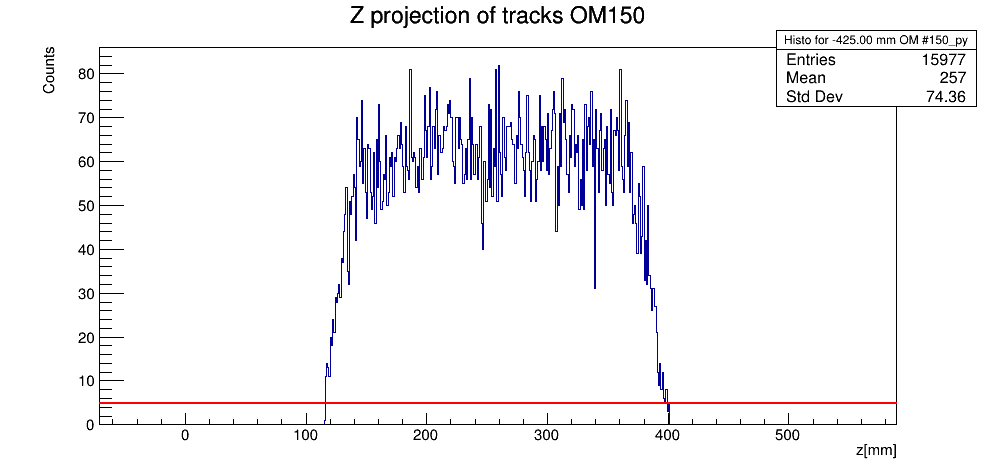 Z projection of tracks OM150
Histo for -425.00 mm OM #150_py
Entries 15977
Mean 257
Std Dev 74.36
Counts
80
70
60
50
40
30
20
10
0
0 100 200 300 400 500
z[mm]